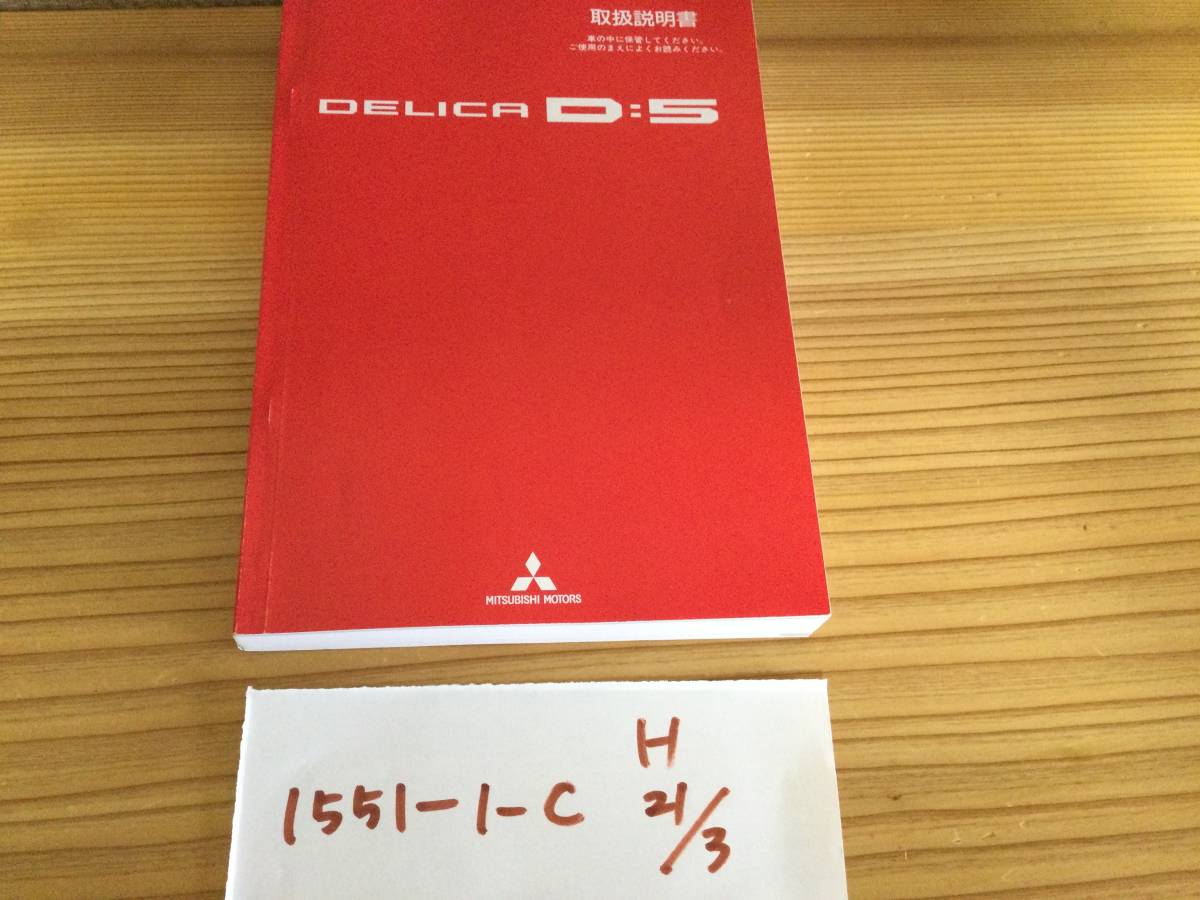 取扱説明書
車の中に保管してください。
ご使用のまえによくお読みください。
DELICA D:5
MITSUBISHI MOTORS
H
1551-1-C 21/3